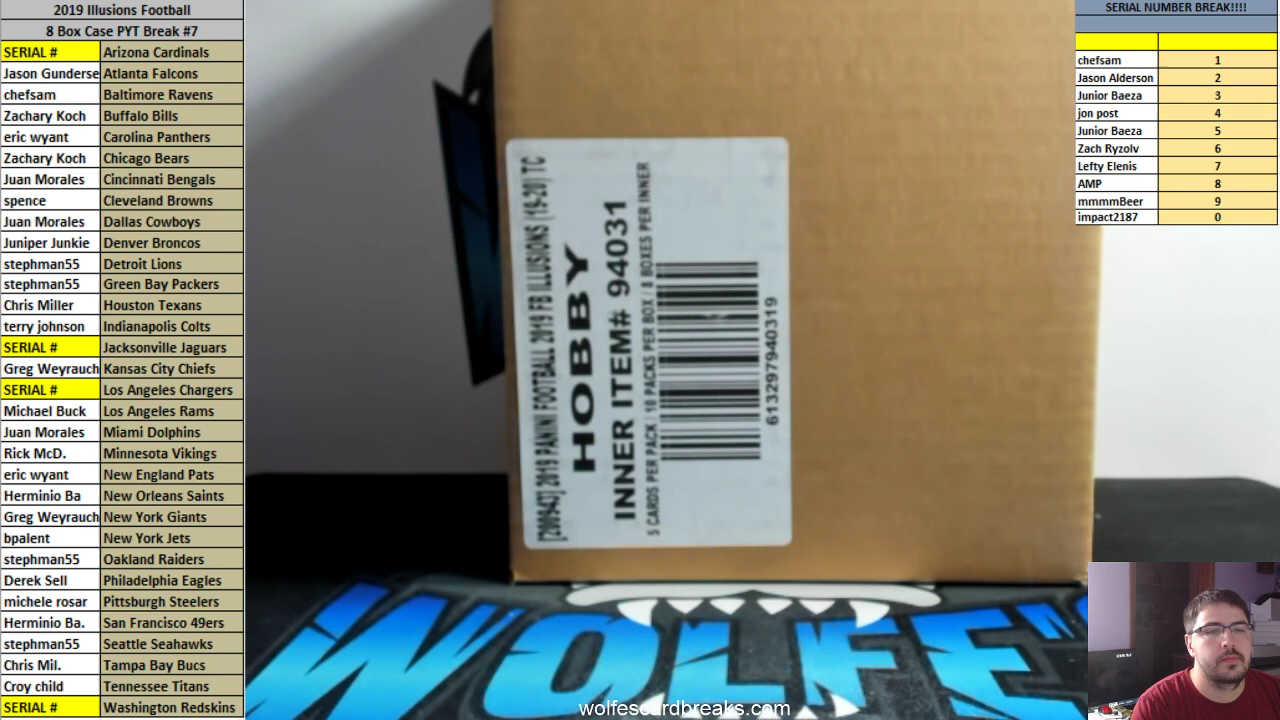 2019 Illusions Football
8 Box Case PYT Break #7
SERIAL # Arizona Cardinals
Jason Gunderse Atlanta Falcons
chefsam Baltimore Ravens
Zachary Koch Buffalo Bills
eric wyant Carolina Panthers
Zachary Koch Chicago Bears
Juan Morales Cincinnati Bengals
spence Cleveland Browns
Juan Morales Dallas Cowboys
Juniper Junkie Denver Broncos
stephman55 Detroit Lions
stephman55 Green Bay Packers
Chris Miller Houston Texans
terry johnson Indianapolis Colts
SERIAL # Jacksonville Jaguars
Greg Weyrauch Kansas City Chiefs
SERIAL # Los Angeles Chargers
Michael Buck Los Angeles Rams
Juan Morales Miami Dolphins
Rick McD. Minnesota Vikings
eric wyant New England Pats
Herminio Ba New Orleans Saints
Greg Weyrauch New York Giants
bpalent New York Jets
stephman55 Oakland Raiders
Derek Sell Philadelphia Eagles
michele rosar Pittsburgh Steelers
Herminio Ba. San Francisco 49ers
stephman55 Seattle Seahawks
Chris Mil. Tampa Bay Bucs
Croy child Tennessee Titans
SERIAL # Washington Redskins
[200943] 2019 PANINI FOOTBALL 2019 FB ILLUSIONS (19-20) TC
HOBBY
INNER ITEM# 94031
5 CARDS PER PACK / 10 PACKS PER BOX / 8 BOXES PER INNER
613297940319
WOLFE'S
wolfescardbreaks.com
SERIAL NUMBER BREAK!!!!
chefsam 1
Jason Alderson 2
Junior Baeza 3
jon post 4
Junior Baeza 5
Zach Ryzolv 6
Lefty Elenis 7
AMP 8
mmmmBeer 9
impact2187 0